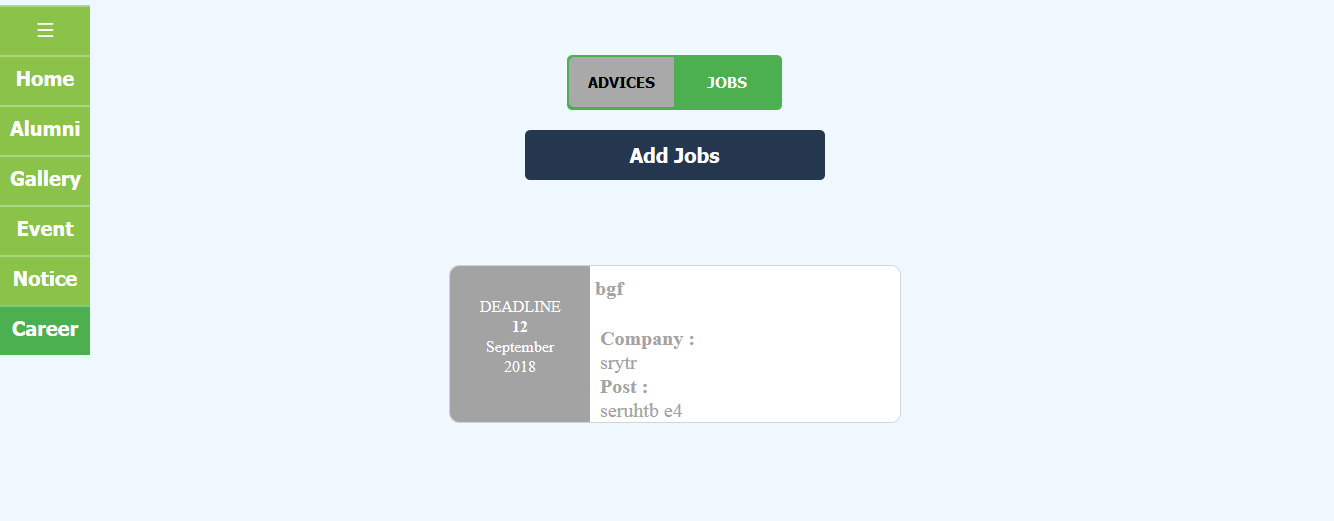 ☰
Home
Alumni
Gallery
Event
Notice
Career
ADVICES JOBS
Add Jobs
DEADLINE
12
September
2018
bgf
Company :
srytr
Post :
seruhtb e4